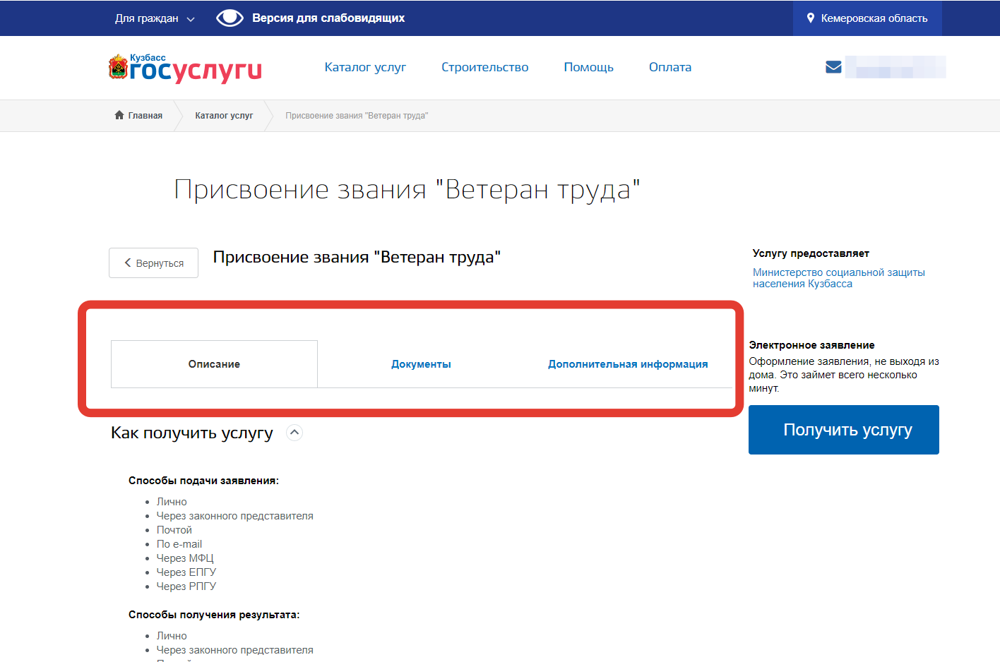 Для граждан
Версия для слабовидящих
Кемеровская область
Кузбасс
госуслуги
Каталог услуг
Строительство
Помощь
Оплата
Главная
Каталог услуг
Присвоение звания "Ветеран труда"
Присвоение звания "Ветеран труда"
Вернуться
Присвоение звания "Ветеран труда"
Услугу предоставляет
Министерство социальной защиты
населения Кузбасса
Описание
Документы
Дополнительная информация
Электронное заявление
Оформление заявления, не выходя из
дома. Это займет всего несколько
минут.
Получить услугу
Как получить услугу
Способы подачи заявления:
Лично
Через законного представителя
Почтой
По e-mail
Через МФЦ
Через ЕПГУ
Через РПГУ
Способы получения результата:
Лично
Через законного представителя